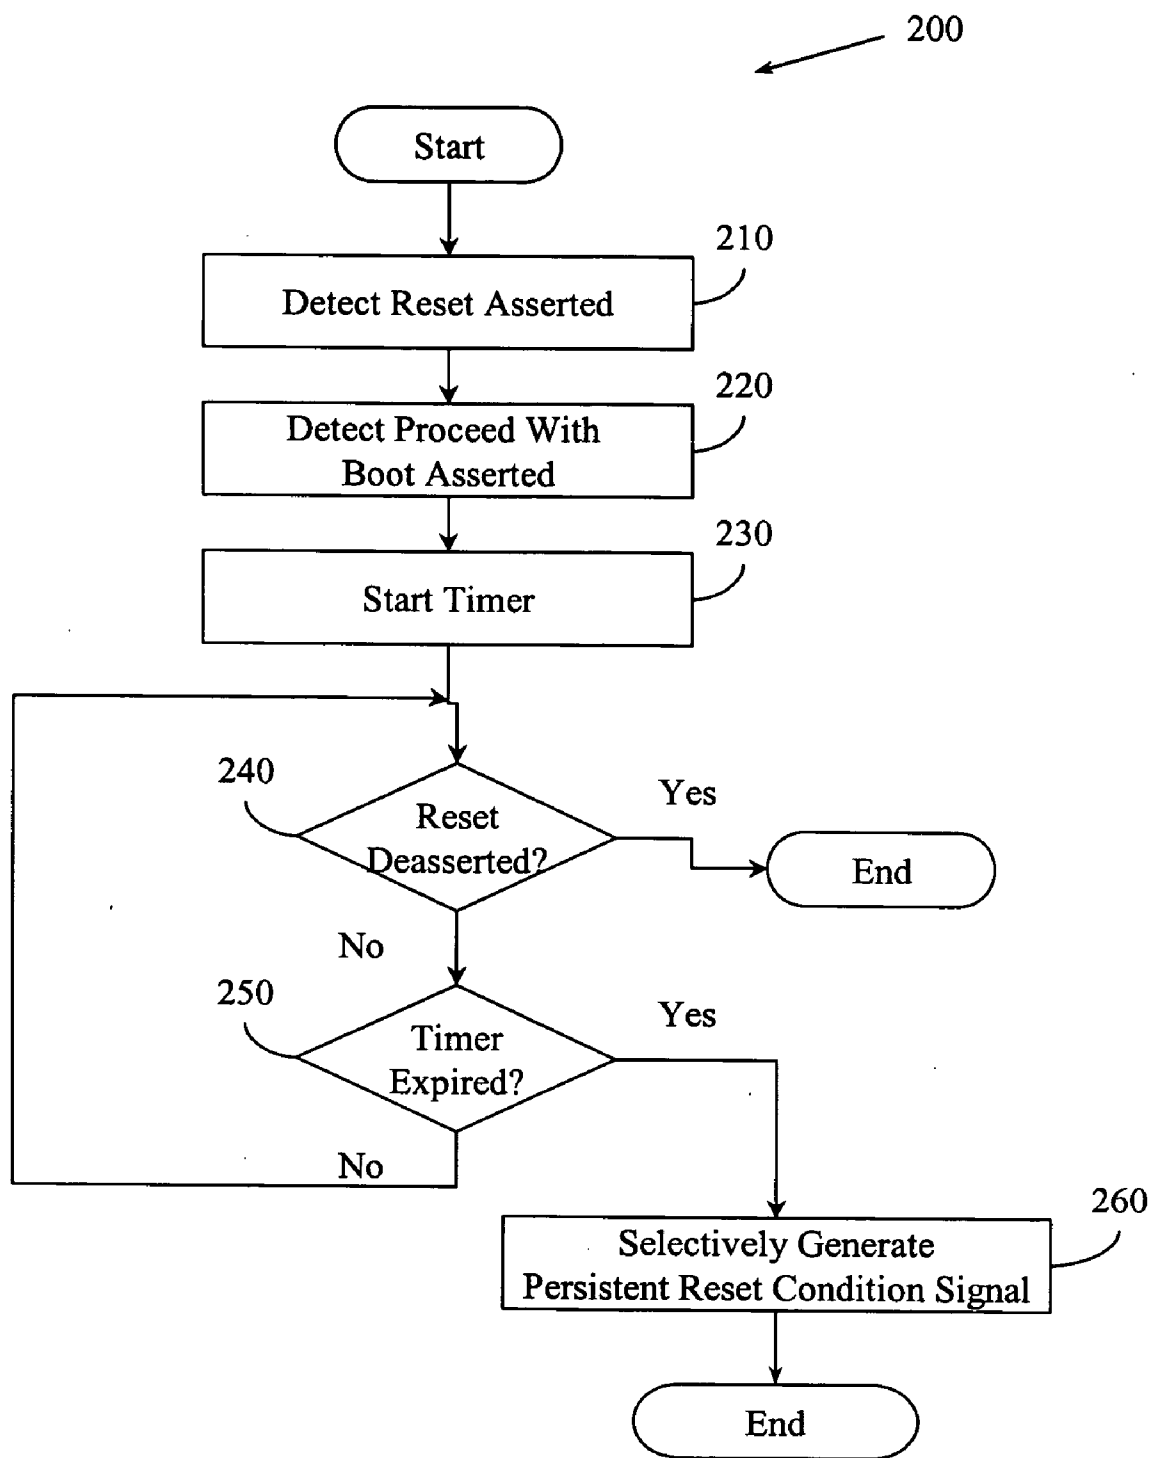 200
Start
210
Detect Reset Asserted
220
Detect Proceed With
Boot Asserted
230
Start Timer
240
Reset
Deasserted?
Yes
End
No
250
Timer
Expired?
Yes
No
260
Selectively Generate
Persistent Reset Condition Signal
End